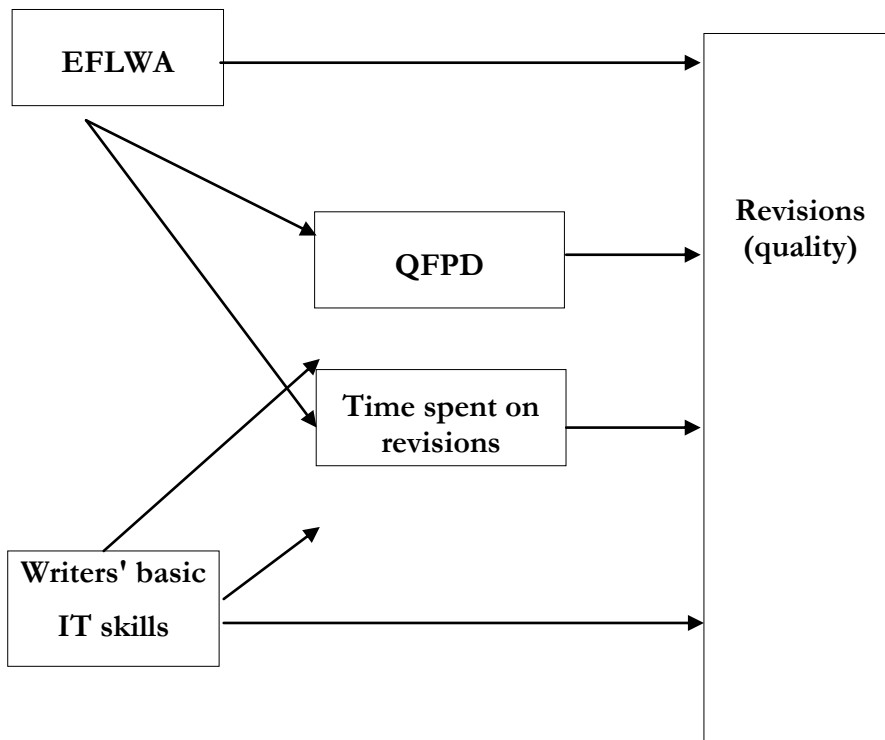 EFLWA
Revisions
(quality)
QFPD
Time spent on
revisions
Writers' basic
IT skills